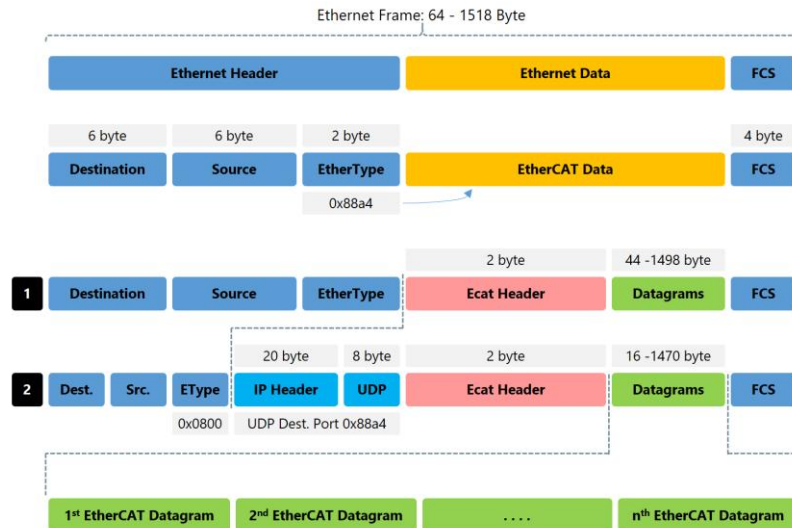 Ethernet Frame: 64 - 1518 Byte
Ethernet Header Ethernet Data FCS
6 byte 6 byte 2 byte 4 byte
Destination Source EtherType EtherCAT Data FCS
0x88a4
2 byte 44 -1498 byte
1 Destination Source EtherType Ecat Header Datagrams FCS
20 byte 8 byte 2 byte 16 -1470 byte
2 Dest. Src. EType IP Header UDP Ecat Header Datagrams FCS
0x0800 UDP Dest. Port 0x88a4
1st EtherCAT Datagram 2nd EtherCAT Datagram .... nth EtherCAT Datagram